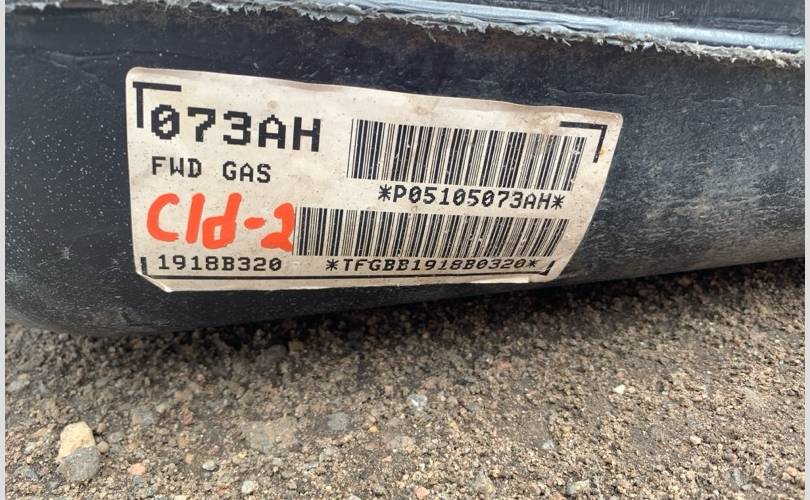 073AH
FWD GAS
*P05105073AH*
Cld-2
1918B320
*TFGBB1918B0320*